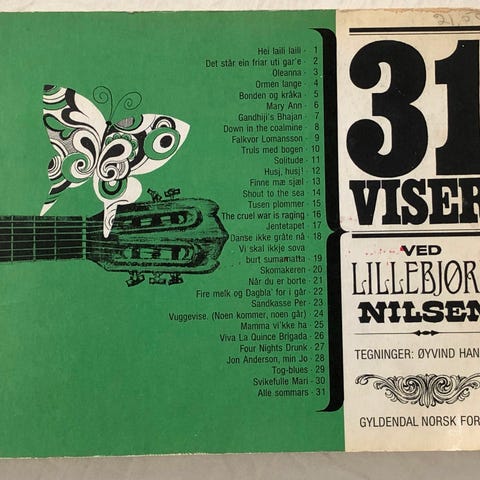 Hei laili laili · 1
Det står ein friar uti gar'e · 2
Oleanna · 3
Ormen lange · 4
Bonden og kråka · 5
Mary Ann · 6
Gandhiji's Bhajan · 7
Down in the coalmine · 8
Falkvor Lomansson · 9
Truls med bogen · 10
Solitude · 11
Husj, husj! · 12
Finne mæ sjæl · 13
Shout to the sea · 14
Tusen plommer · 15
The cruel war is raging · 16
Jentetapet · 17
Danse ikke gråte nå · 18
Vi skal ikkje sova
burt sumarnatta · 19
Skomakeren · 20
Når du er borte · 21
Fire melk og Dagbla' for i går · 22
Sandkasse Per · 23
Vuggevise. (Noen kommer, noen går) · 24
Mamma vi'kke ha · 25
Viva La Quince Brigada · 26
Four Nights Drunk · 27
Jon Anderson, min Jo · 28
Tog-blues · 29
Svikefulle Mari · 30
Alle sommars · 31
31
VISER
VED
LILLEBJØR
NILSEN
TEGNINGER: ØYVIND HAN
GYLDENDAL NORSK FOR